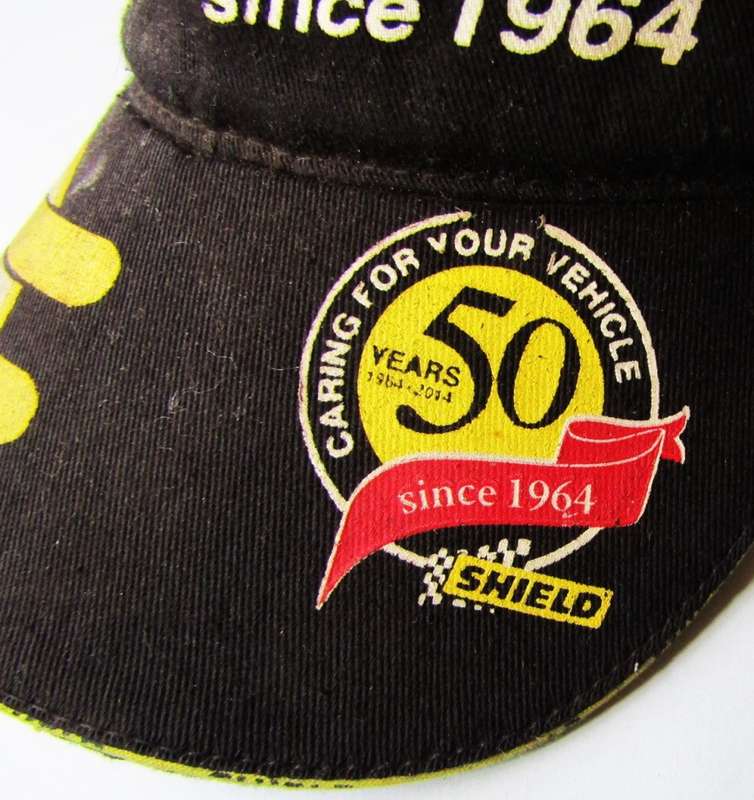 since 1964
CARING FOR YOUR VEHICLE
50
YEARS
1964-2014
since 1964
SHIELD